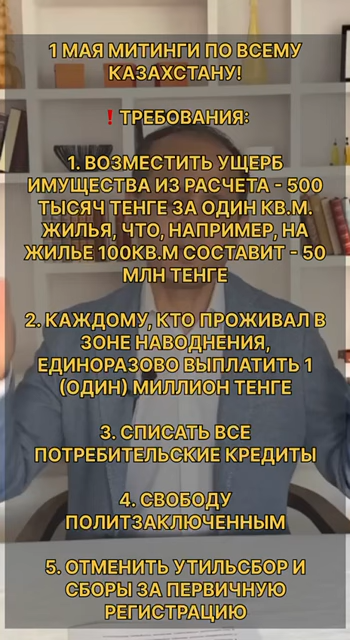 1 МАЯ МИТИНГИ ПО ВСЕМУ
КАЗАХСТАНУ!
❗ТРЕБОВАНИЯ:
1. ВОЗМЕСТИТЬ УЩЕРБ
ИМУЩЕСТВА ИЗ РАСЧЕТА - 500
ТЫСЯЧ ТЕНГЕ ЗА ОДИН КВ.М.
ЖИЛЬЯ, ЧТО, НАПРИМЕР, НА
ЖИЛЬЕ 100КВ.М СОСТАВИТ - 50
МЛН ТЕНГЕ
2. КАЖДОМУ, КТО ПРОЖИВАЛ В
ЗОНЕ НАВОДНЕНИЯ,
ЕДИНОРАЗОВО ВЫПЛАТИТЬ 1
(ОДИН) МИЛЛИОН ТЕНГЕ
3. СПИСАТЬ ВСЕ
ПОТРЕБИТЕЛЬСКИЕ КРЕДИТЫ
4. СВОБОДУ
ПОЛИТЗАКЛЮЧЕННЫМ
5. ОТМЕНИТЬ УТИЛЬСБОР И
СБОРЫ ЗА ПЕРВИЧНУЮ
РЕГИСТРАЦИЮ